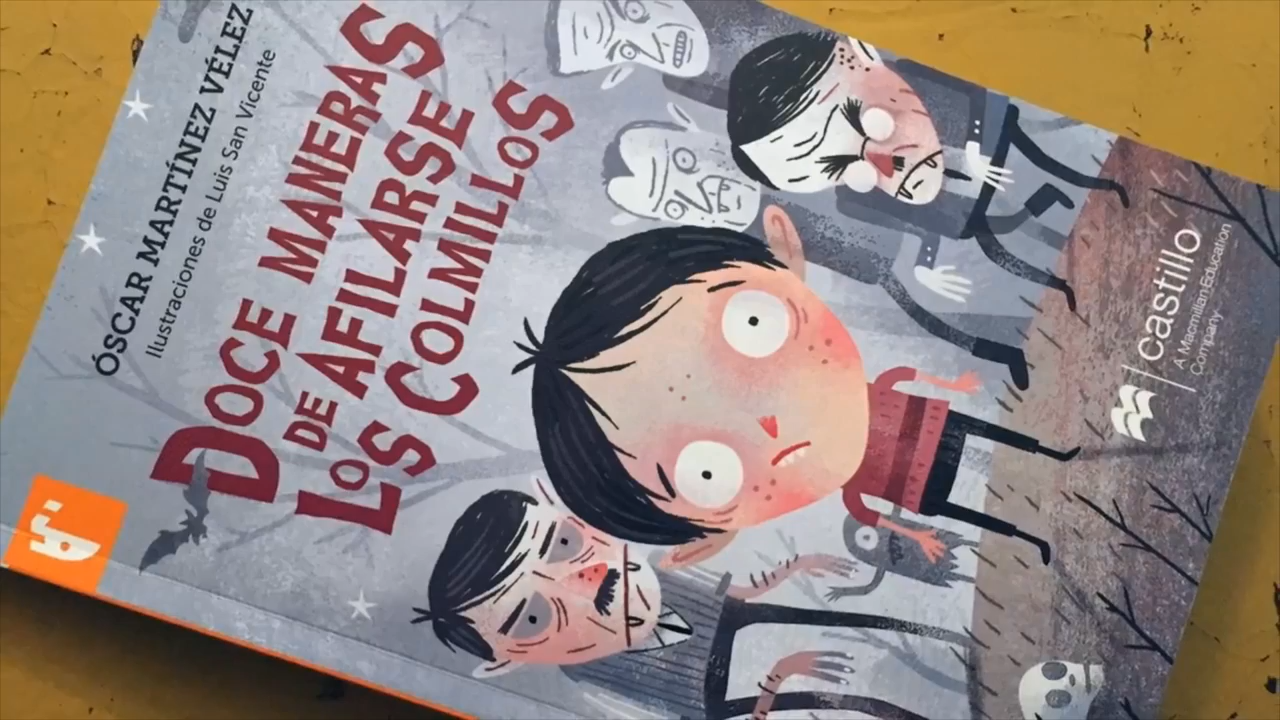 ÓSCAR MARTÍNEZ VÉLEZ
Ilustraciones de Luis San Vicente
DOCE MANERAS
DE AFILARSE
LOS COLMILLOS
castillo
A Macmillan Education
Company